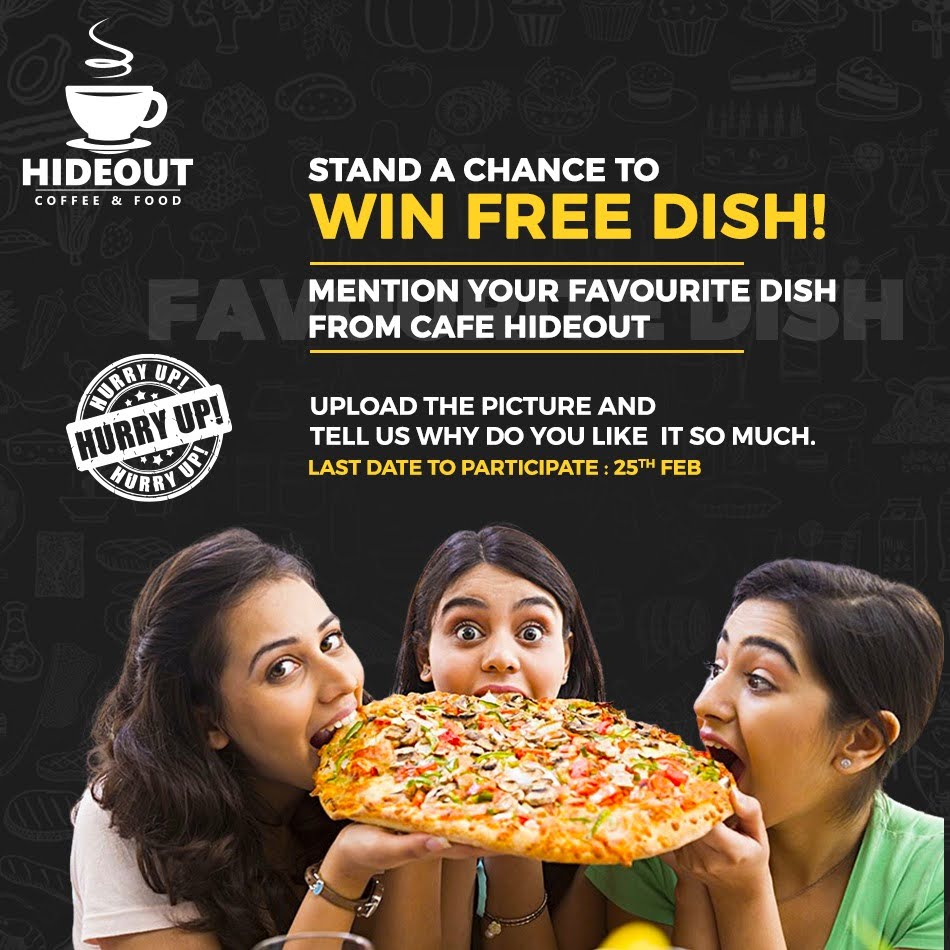 HIDEOUT
COFFEE & FOOD
STAND A CHANCE TO
WIN FREE DISH!
FAVOURITE DISH
MENTION YOUR FAVOURITE DISH
FROM CAFE HIDEOUT
HURRY UP!
HURRY UP!
HURRY UP!
UPLOAD THE PICTURE AND
TELL US WHY DO YOU LIKE IT SO MUCH.
LAST DATE TO PARTICIPATE : 25TH FEB